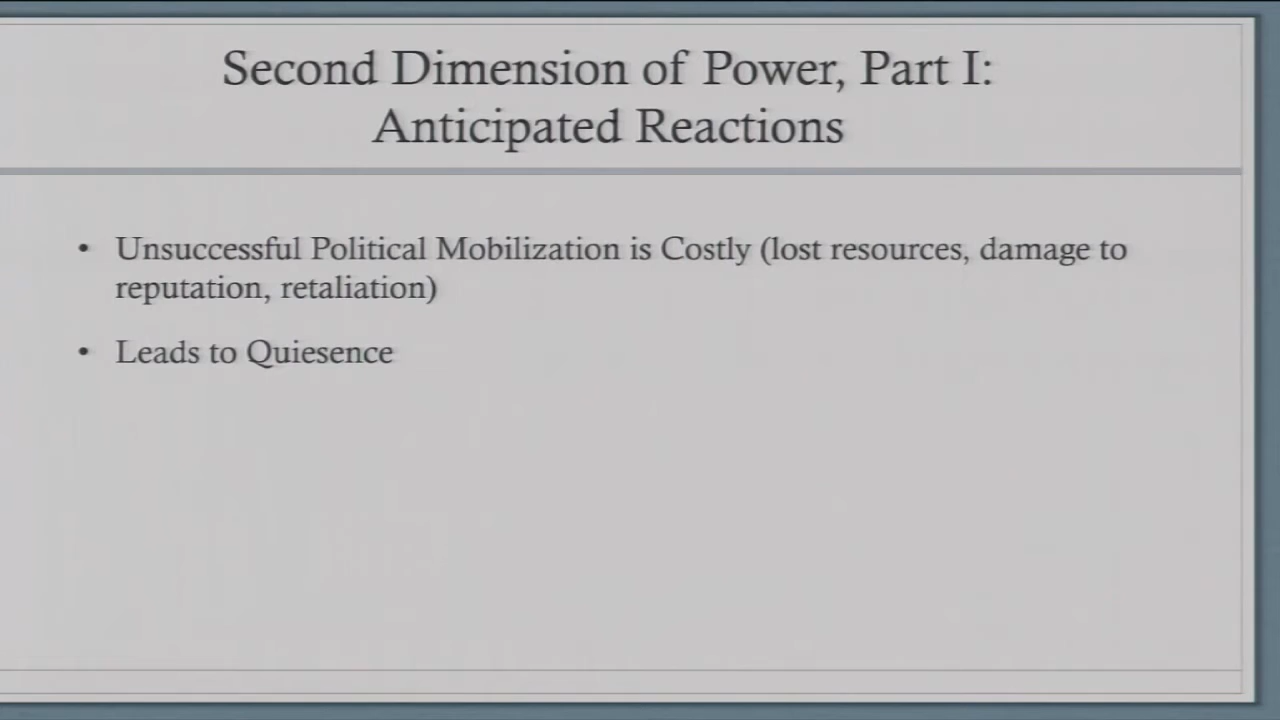 Second Dimension of Power, Part I:
Anticipated Reactions
• Unsuccessful Political Mobilization is Costly (lost resources, damage to
reputation, retaliation)
• Leads to Quiesence